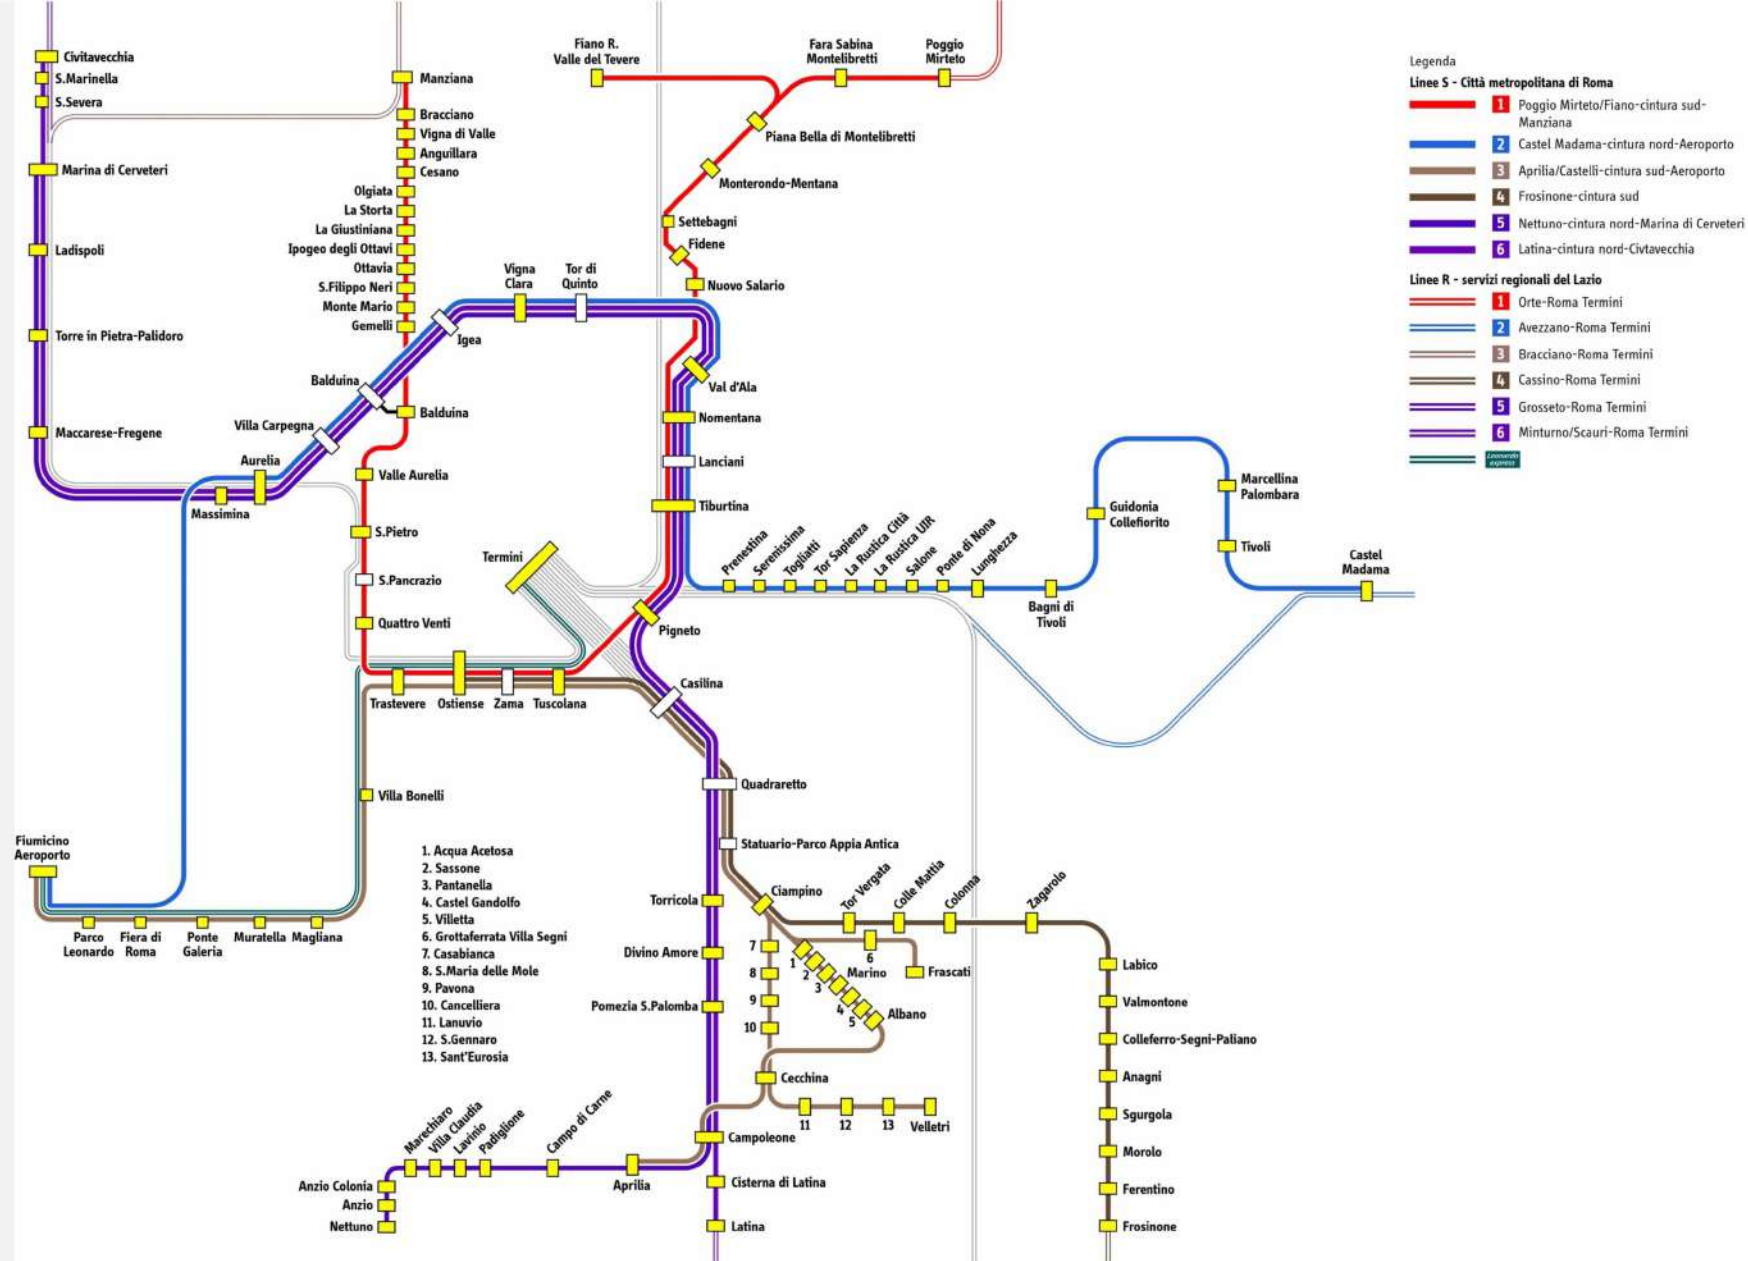 Civitavecchia
S.Marinella
S.Severa
Marina di Cerveteri
Ladispoli
Torre in Pietra-Palidoro
Maccarese-Fregene
Massimina
Aurelia
Villa Carpegna
Balduina
Igea
Vigna
Clara
Tor di
Quinto
Manziana
Bracciano
Vigna di Valle
Anguillara
Cesano
Olgiata
La Storta
La Giustiniana
Ipogeo degli Ottavi
Ottavia
S.Filippo Neri
Monte Mario
Gemelli
Balduina
Valle Aurelia
S.Pietro
S.Pancrazio
Quattro Venti
Trastevere
Ostiense
Zama
Tuscolana
Termini
Fiano R.
Valle del Tevere
Fara Sabina
Montelibretti
Poggio
Mirteto
Piana Bella di Montelibretti
Monterondo-Mentana
Settebagni
Fidene
Nuovo Salario
Val d'Ala
Nomentana
Lanciani
Tiburtina
Prenestina
Serenissima
Togliatti
Tor Sapienza
La Rustica Città
La Rustica UIR
Salone
Ponte di Nona
Lunghezza
Bagni di
Tivoli
Guidonia
Collefiorito
Marcellina
Palombara
Tivoli
Castel
Madama
Pigneto
Casilina
Quadraretto
Statuario-Parco Appia Antica
Villa Bonelli
Fiumicino
Aeroporto
Parco
Leonardo
Fiera di
Roma
Ponte
Galeria
Muratella
Magliana
1. Acqua Acetosa
2. Sassone
3. Pantanella
4. Castel Gandolfo
5. Villetta
6. Grottaferrata Villa Segni
7. Casabianca
8. S.Maria delle Mole
9. Pavona
10. Cancelliera
11. Lanuvio
12. S.Gennaro
13. Sant'Eurosia
Torricola
Divino Amore
Pomezia S.Palomba
Ciampino
Tor Vergata
Colle Mattia
Colonna
Zagarolo
7
8
9
10
1
2
3
4
5
6
Marino
Frascati
Albano
Cecchina
11
12
13
Velletri
Campoleone
Cisterna di Latina
Latina
Marechiaro
Villa Claudia
Lavinio
Padiglione
Campo di Carne
Aprilia
Anzio Colonia
Anzio
Nettuno
Labico
Valmontone
Colleferro-Segni-Paliano
Anagni
Sgurgola
Morolo
Ferentino
Frosinone
Legenda
Linee S - Città metropolitana di Roma
1 Poggio Mirteto/Fiano-cintura sud-
Manziana
2 Castel Madama-cintura nord-Aeroporto
3 Aprilia/Castelli-cintura sud-Aeroporto
4 Frosinone-cintura sud
5 Nettuno-cintura nord-Marina di Cerveteri
6 Latina-cintura nord-Civtavecchia
Linee R - servizi regionali del Lazio
1 Orte-Roma Termini
2 Avezzano-Roma Termini
3 Bracciano-Roma Termini
4 Cassino-Roma Termini
5 Grosseto-Roma Termini
6 Minturno/Scauri-Roma Termini
Leonardo
express